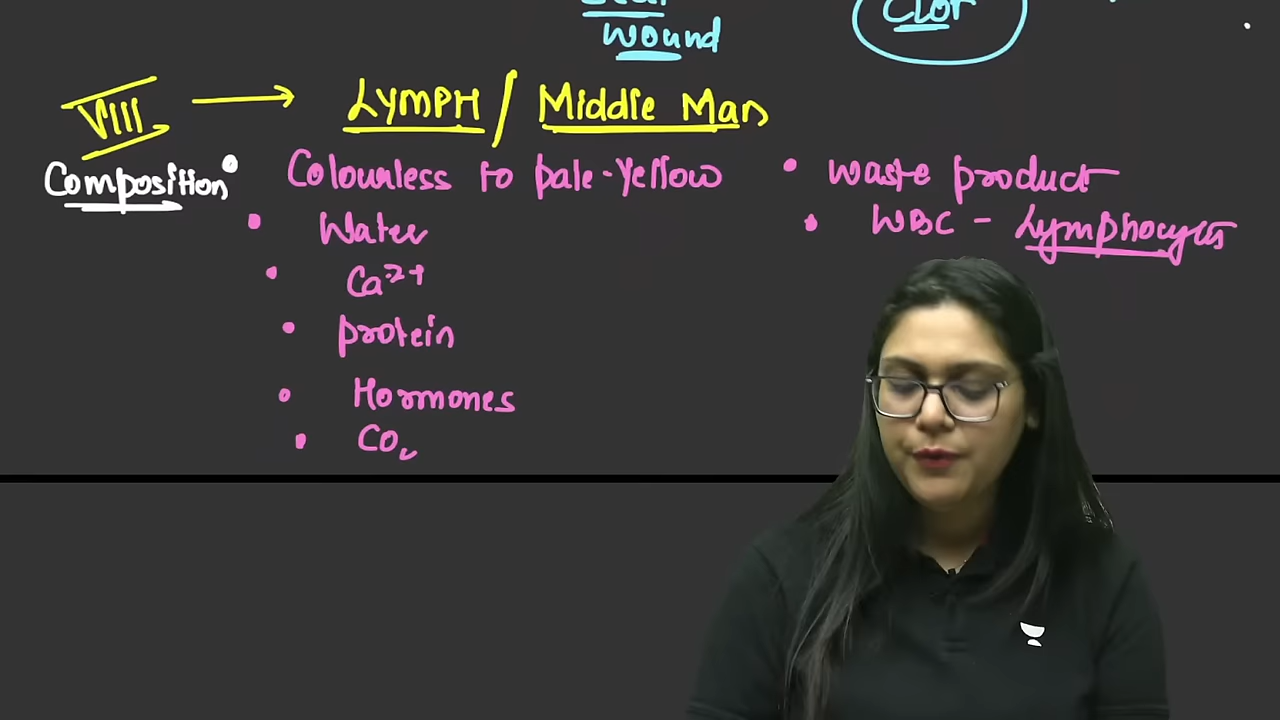 wound
Clot
VIII → LYMPH / Middle Man
Composition: Colourless to pale-yellow
• Water
• Ca2+
• protein
• Hormones
• CO2
• waste product
• WBC - Lymphocytes